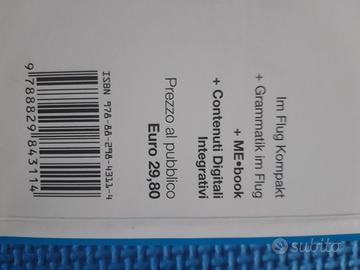 Im Flug Kompakt
+ Grammatik im Flug
+ ME•book
+ Contenuti Digitali
Integrativi
Prezzo al pubblico
Euro 29,80
ISBN 978-88-298-4311-4
9 788829 843114
subito